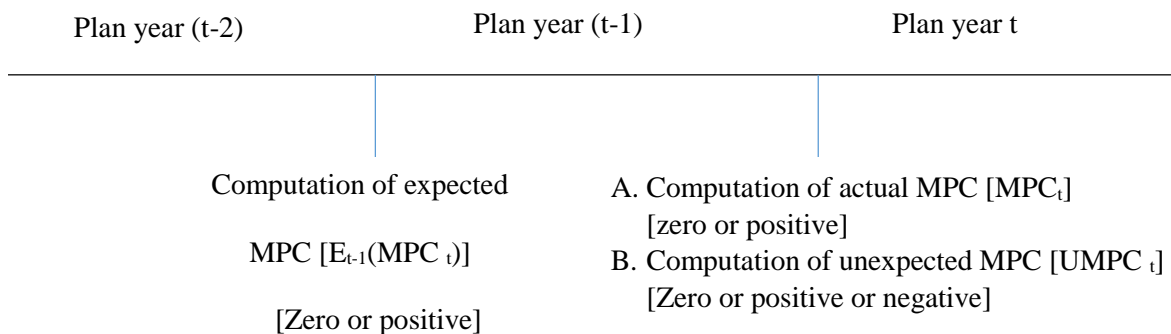 Plan year (t-2) Plan year (t-1) Plan year t
Computation of expected
MPC [Eₜ₋₁(MPC ₜ)]
[Zero or positive]
A. Computation of actual MPC [MPCₜ]
[zero or positive]
B. Computation of unexpected MPC [UMPC ₜ]
[Zero or positive or negative]